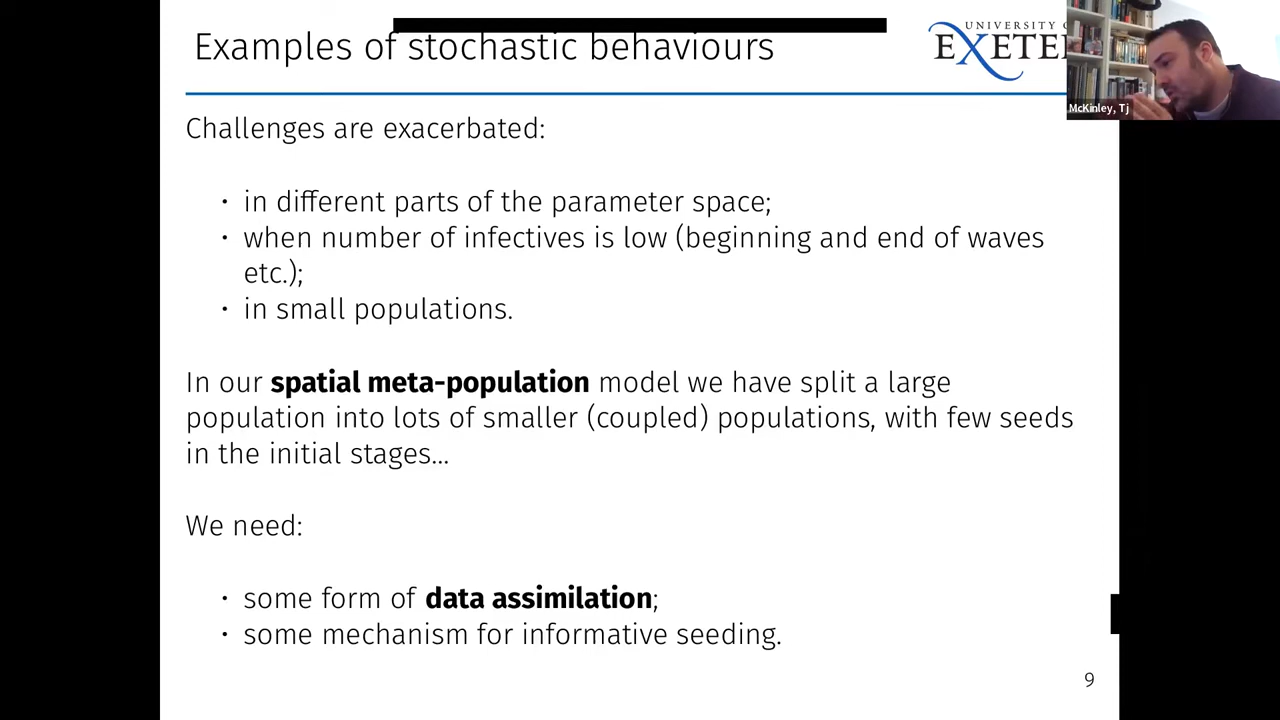 Examples of stochastic behaviours
UNIVERSITY O
EXETE
McKinley, Tj
Challenges are exacerbated:
· in different parts of the parameter space;
· when number of infectives is low (beginning and end of waves
etc.);
· in small populations.
In our spatial meta-population model we have split a large
population into lots of smaller (coupled) populations, with few seeds
in the initial stages...
We need:
· some form of data assimilation;
· some mechanism for informative seeding.
9